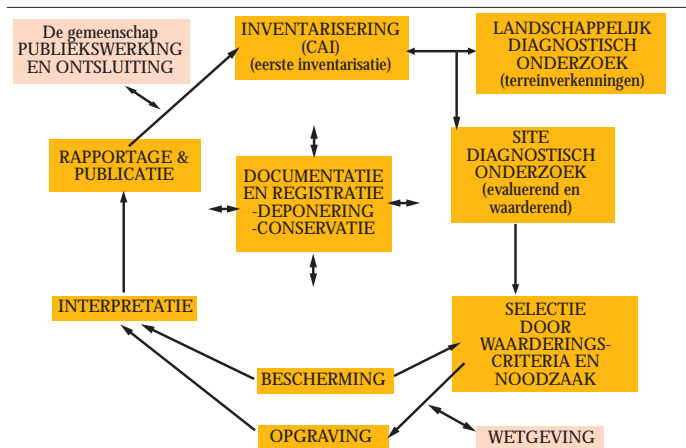 De gemeenschap
PUBLIEKSWERKING
EN ONTSLUITING
INVENTARISERING
(CAI)
(eerste inventarisatie)
LANDSCHAPPELIJK
DIAGNOSTISCH
ONDERZOEK
(terreinverkenningen)
RAPPORTAGE &
PUBLICATIE
DOCUMENTATIE
EN REGISTRATIE
-DEPONERING
-CONSERVATIE
SITE
DIAGNOSTISCH
ONDERZOEK
(evaluerend en
waarderend)
INTERPRETATIE
SELECTIE
DOOR
WAARDERINGS-
CRITERIA EN
NOODZAAK
BESCHERMING
OPGRAVING
WETGEVING